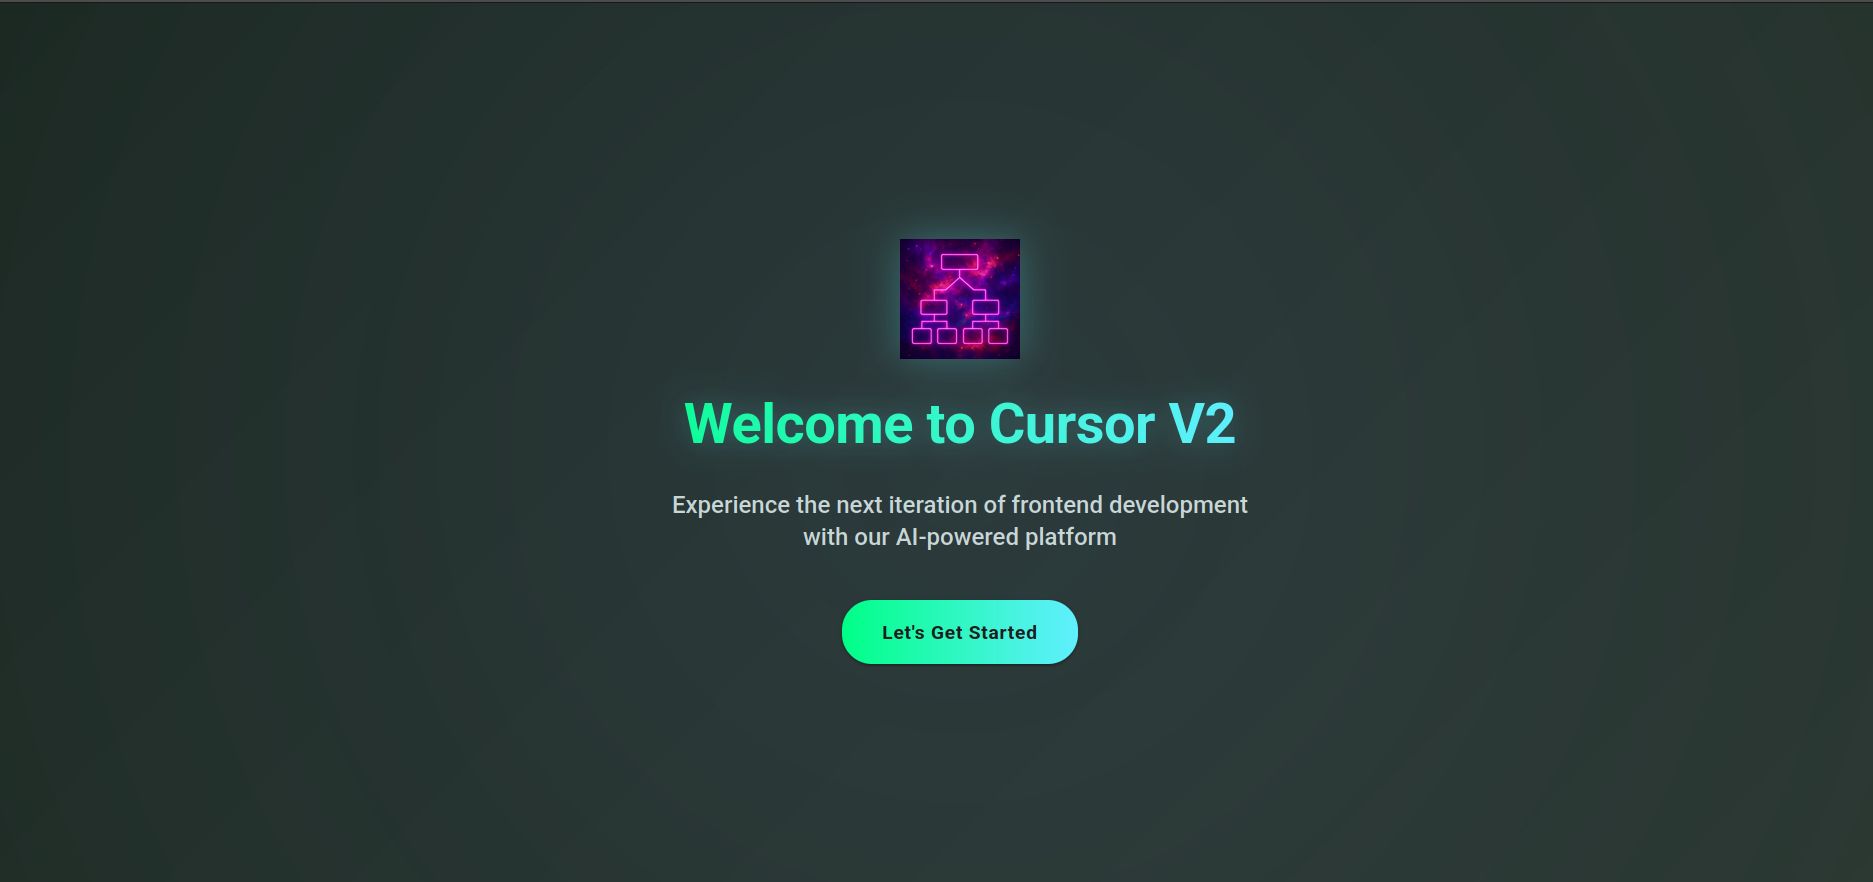 Welcome to Cursor V2
Experience the next iteration of frontend development
with our AI-powered platform
Let's Get Started